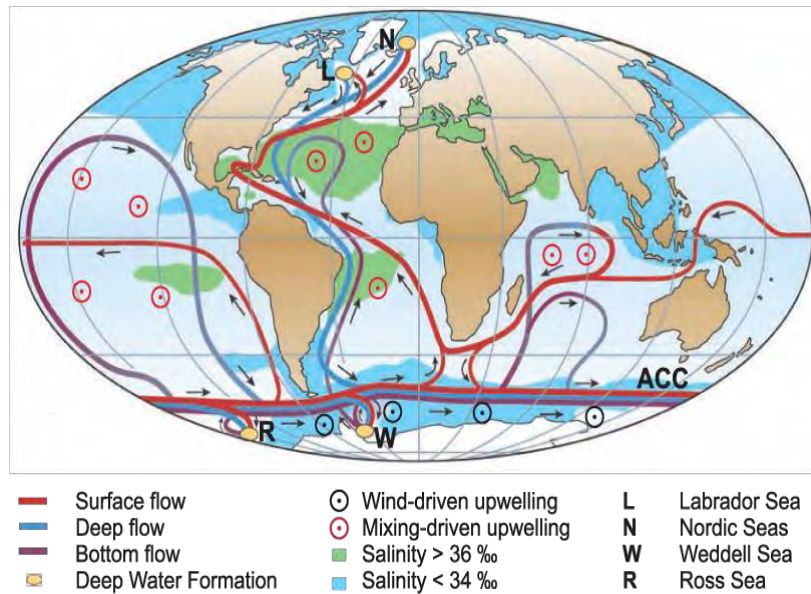 N
L
ACC
R
W
Surface flow
Deep flow
Bottom flow
Deep Water Formation
Wind-driven upwelling
Mixing-driven upwelling
Salinity > 36 ‰
Salinity < 34 ‰
L Labrador Sea
N Nordic Seas
W Weddell Sea
R Ross Sea